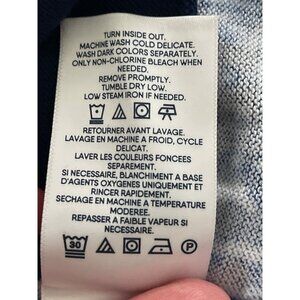 TURN INSIDE OUT.
MACHINE WASH COLD DELICATE.
WASH DARK COLORS SEPARATELY.
ONLY NON-CHLORINE BLEACH WHEN
NEEDED.
REMOVE PROMPTLY.
TUMBLE DRY LOW.
LOW STEAM IRON IF NEEDED.
RETOURNER AVANT LAVAGE.
LAVAGE EN MACHINE A FROID, CYCLE
DELICAT.
LAVER LES COULEURS FONCEES
SEPAREMENT.
SI NECESSAIRE, BLANCHIMENT A BASE
D'AGENTS OXYGENES UNIQUEMENT ET
RINCER RAPIDEMENT.
SECHAGE EN MACHINE A TEMPERATURE
MODEREE.
REPASSER A FAIBLE VAPEUR SI
NECESSAIRE.
30 P